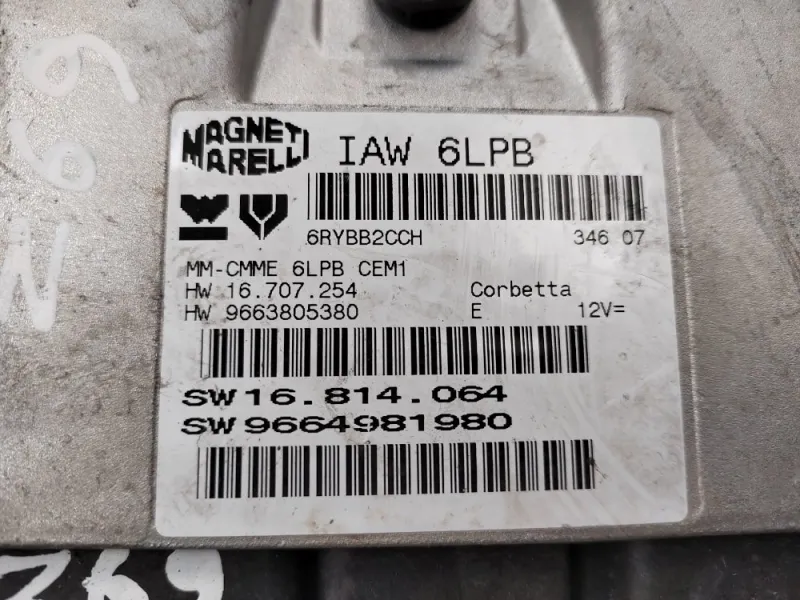 MAGNETI MARELLI
IAW 6LPB
6RYBB2CCH 346 07
MM-CMME 6LPB CEM1
HW 16.707.254 Corbetta
HW 9663805380 E 12V=
SW16.814.064
SW9664981980